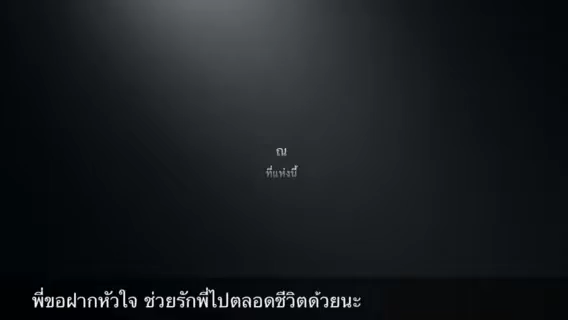 ณ
ที่แห่งนี้
พี่ขอฝากหัวใจ ช่วยรักพี่ไปตลอดชีวิตด้วยนะ